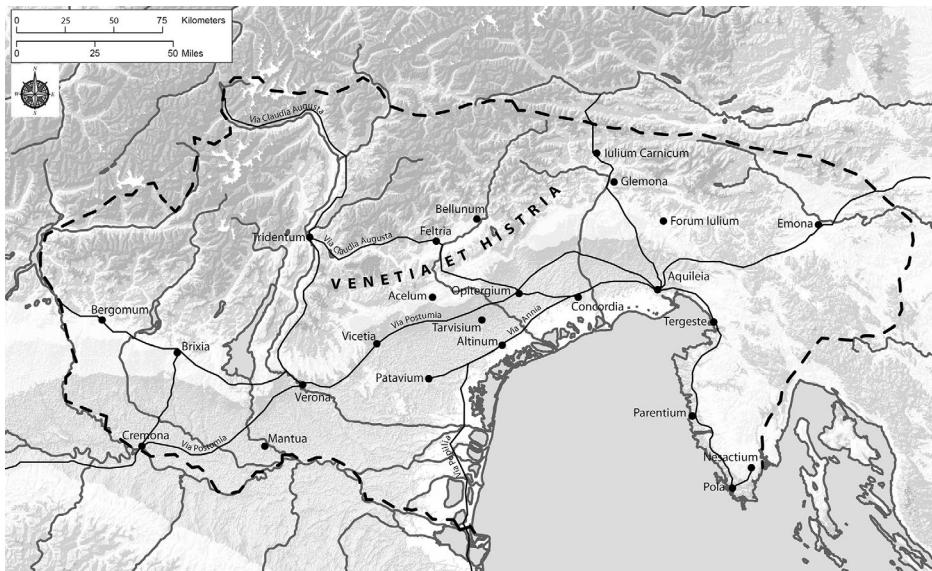 0 25 50 75 Kilometers
0 25 50 Miles
N
W E
S
Via Claudia Augusta
Iulium Carnicum
Glemona
Bellunum
Forum Iulium
Emona
Tridentum
Via Claudia Augusta
Feltria
VENETIA ET HISTRIA
Aquileia
Acelum
Opitergium
Concordia
Bergomum
Via Postumia
Tarvisium
Via Annia
Tergeste
Vicetia
Altinum
Brixia
Patavium
Verona
Parentium
Cremona
Via Postumia
Mantua
Via Popilia
Nesactium
Pola